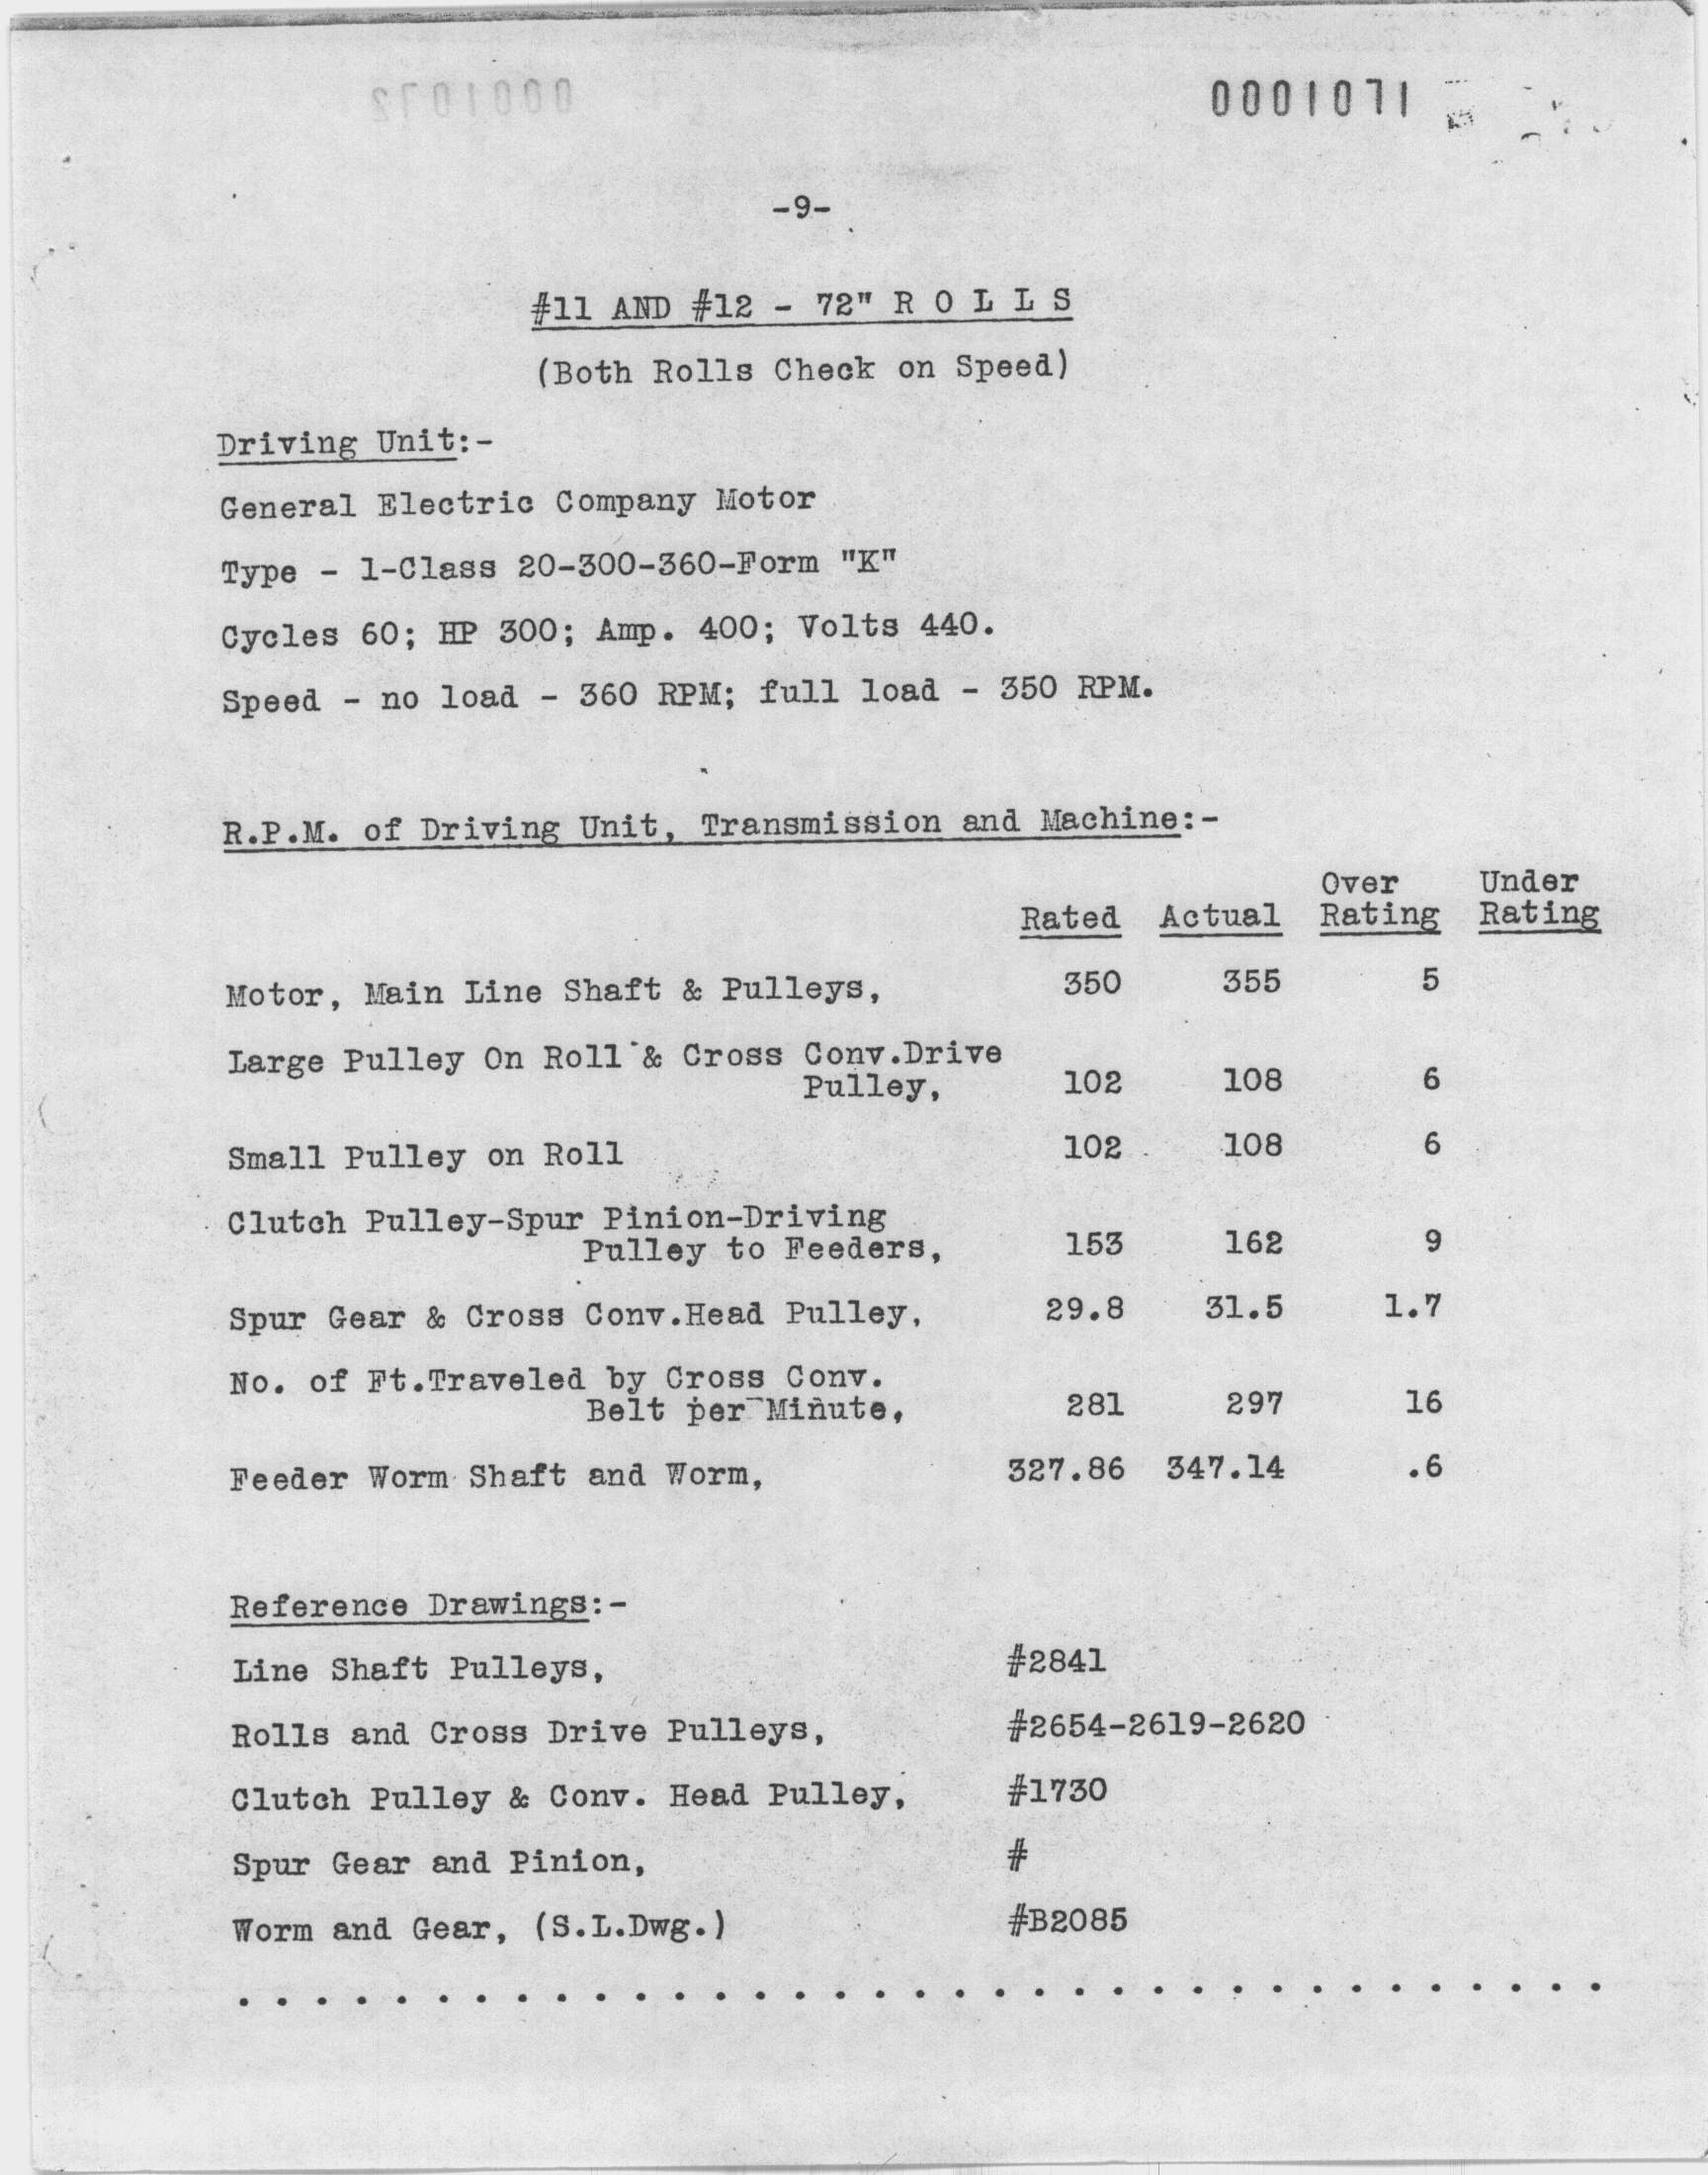 0001072
0001071
-9-
#11 AND #12 - 72" R O L L S
(Both Rolls Check on Speed)
Driving Unit:-
General Electric Company Motor
Type - 1-Class 20-300-360-Form "K"
Cycles 60; HP 300; Amp. 400; Volts 440.
Speed - no load - 360 RPM; full load - 350 RPM.
R.P.M. of Driving Unit, Transmission and Machine:-
Over Under
Rated Actual Rating Rating
Motor, Main Line Shaft & Pulleys, 350 355 5
Large Pulley On Roll & Cross Conv.Drive
Pulley, 102 108 6
Small Pulley on Roll 102 108 6
Clutch Pulley-Spur Pinion-Driving
Pulley to Feeders, 153 162 9
Spur Gear & Cross Conv.Head Pulley, 29.8 31.5 1.7
No. of Ft.Traveled by Cross Conv.
Belt per Minute, 281 297 16
Feeder Worm Shaft and Worm, 327.86 347.14 .6
Reference Drawings:-
Line Shaft Pulleys, #2841
Rolls and Cross Drive Pulleys, #2654-2619-2620
Clutch Pulley & Conv. Head Pulley, #1730
Spur Gear and Pinion, #
Worm and Gear, (S.L.Dwg.) #B2085
. . . . . . . . . . . . . . . . . . . . . . . . . . . . . . . . . . .